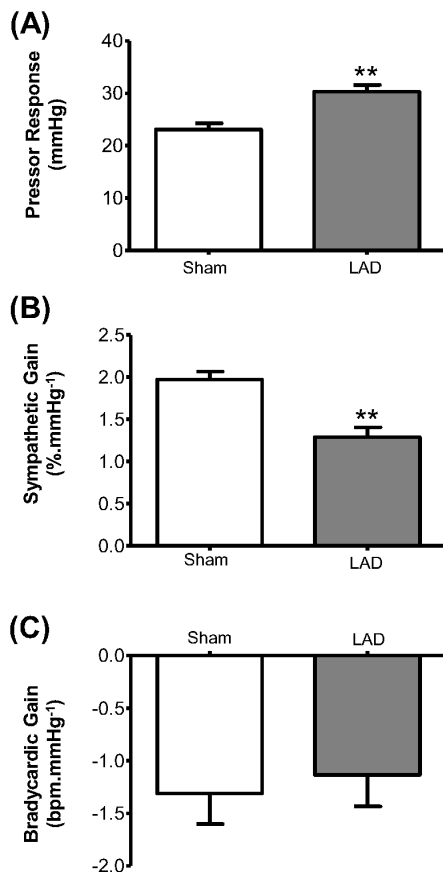 (A)
Pressor Response
(mmHg)
40
30
20
10
0
**
Sham LAD
(B)
Sympathetic Gain
(%.mmHg⁻¹)
2.5
2.0
1.5
1.0
0.5
0.0
**
Sham LAD
(C)
Sham LAD
Bradycardic Gain
(bpm.mmHg⁻¹)
0.0
-0.5
-1.0
-1.5
-2.0